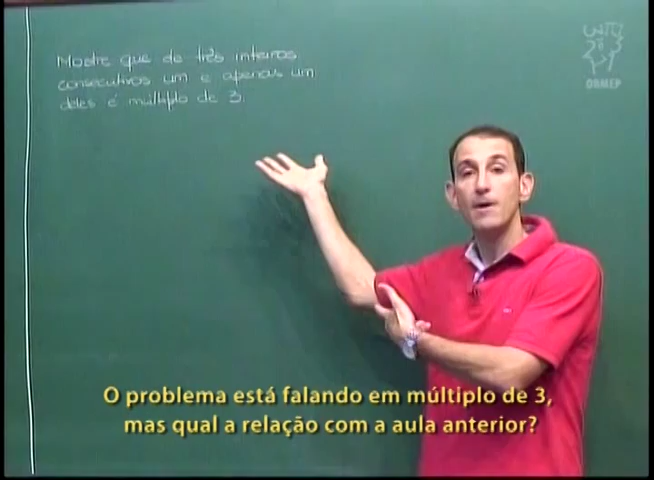 Mostre que de três inteiros
consecutivos um e apenas um
deles é múltiplo de 3.
OBMEP
O problema está falando em múltiplo de 3,
mas qual a relação com a aula anterior?